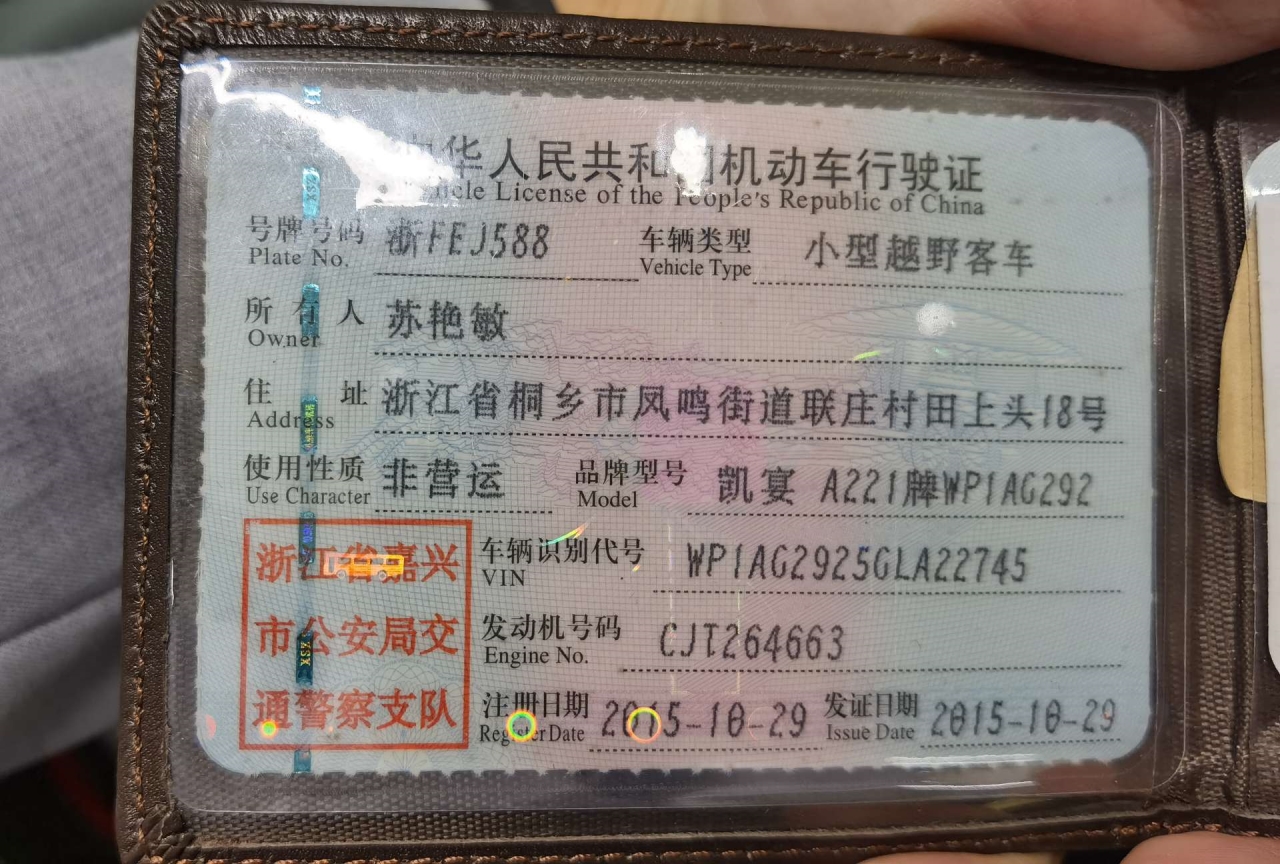 华人民共和 机动车行驶证
Vehicle License of the People's Republic of China
号牌号码 浙FEJ588 车辆类型 小型越野客车
Plate No. Vehicle Type
所有人 苏艳敏
Owner
住址 浙江省桐乡市凤鸣街道联庄村田上头18号
Address
使用性质 非营运 品牌型号 凯宴 A221牌WP1AG292
Use Character Model
浙江省嘉兴
市公安局交
通警察支队
车辆识别代号 WP1AG2925GLA22745
VIN
发动机号码 CJT264663
Engine No.
注册日期 2015-10-29 发证日期 2015-10-29
Register Date Issue Date